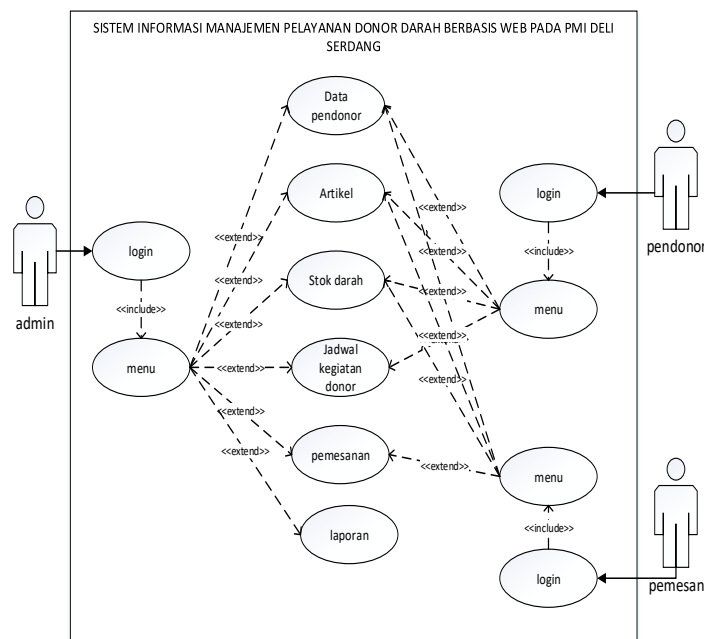 SISTEM INFORMASI MANAJEMEN PELAYANAN DONOR DARAH BERBASIS WEB PADA PMI DELI
SERDANG
Data
pendonor
Artikel
Stok darah
Jadwal
kegiatan
donor
pemesanan
laporan
admin
login
<<include>>
menu
<<extend>>
<<extend>>
<<extend>>
<<extend>>
<<extend>>
<<extend>>
pendonor
login
<<include>>
menu
<<extend>>
<<extend>>
<<extend>>
<<extend>>
<<extend>>
<<extend>>
menu
<<include>>
login
pemesan